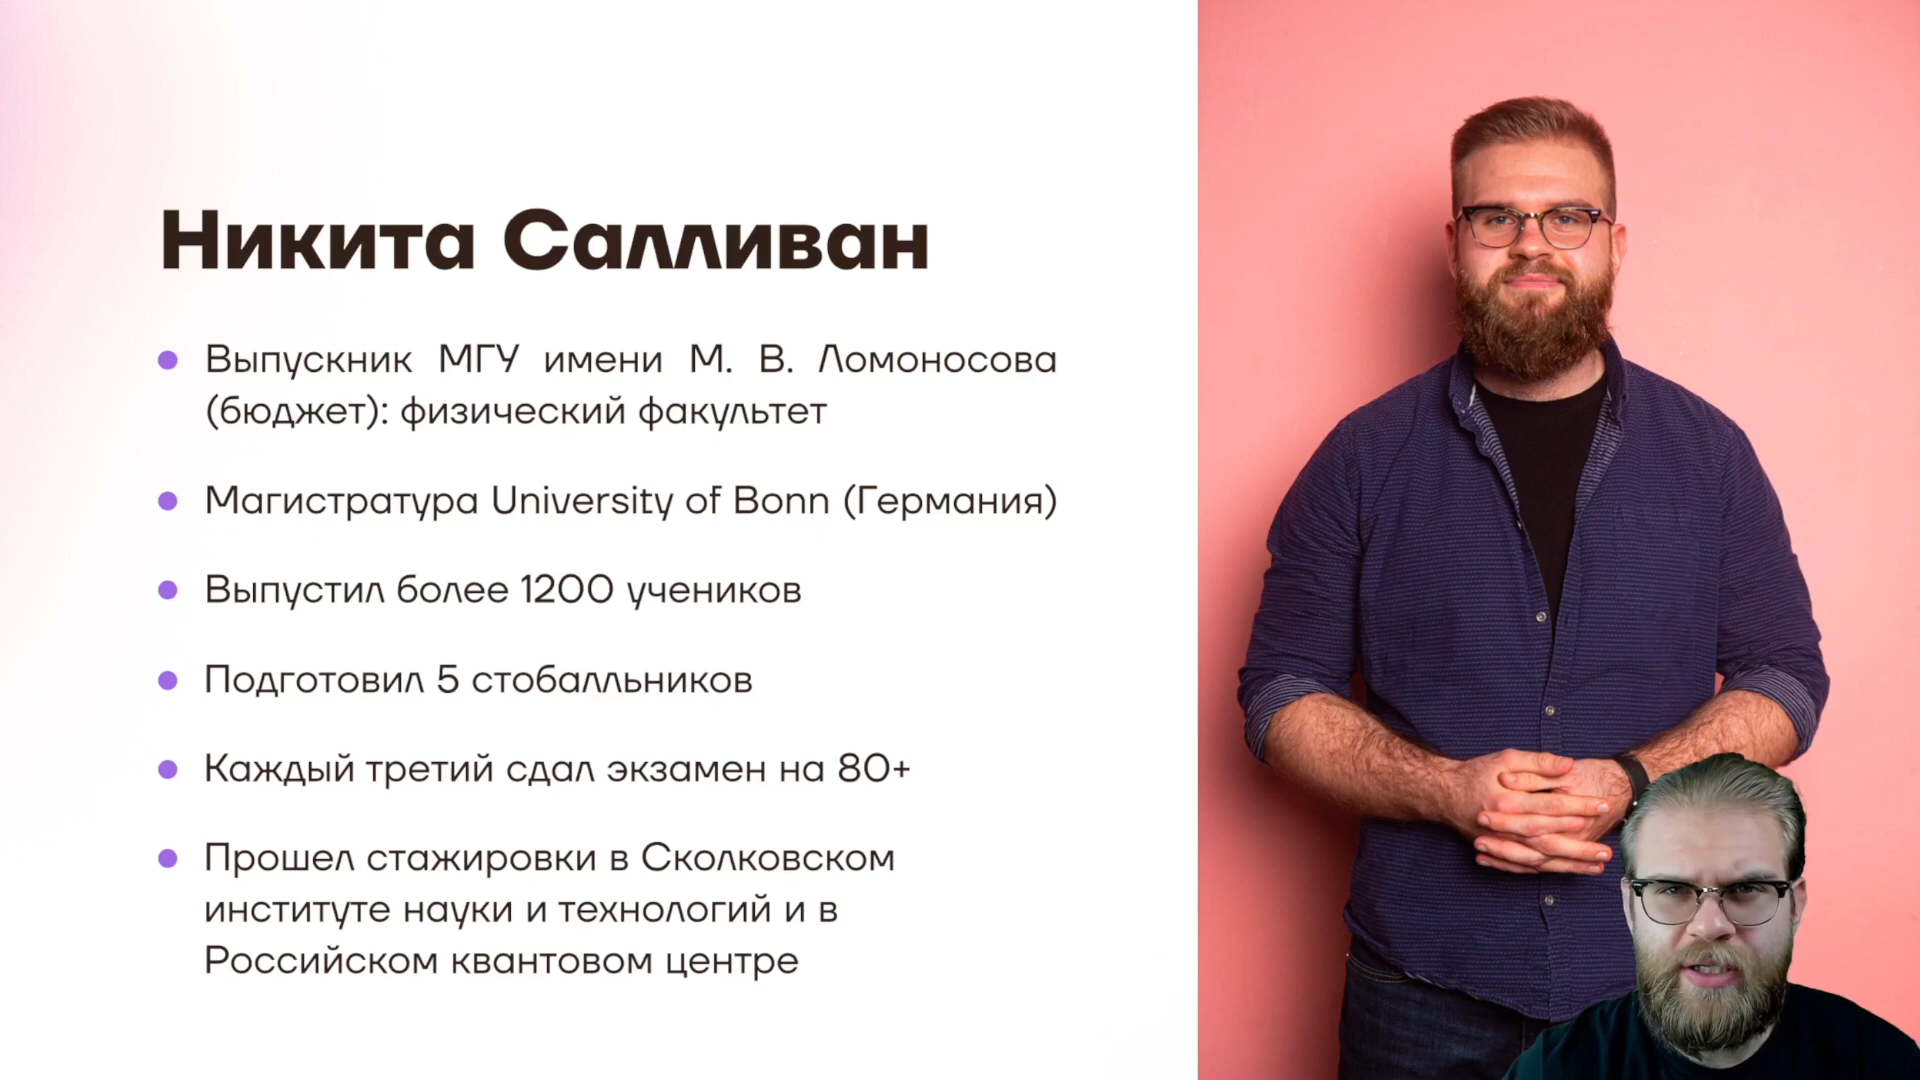 Никита Салливан
Выпускник МГУ имени М. В. Ломоносова
(бюджет): физический факультет
Магистратура University of Bonn (Германия)
Выпустил более 1200 учеников
Подготовил 5 стобалльников
Каждый третий сдал экзамен на 80+
Прошел стажировки в Сколковском
институте науки и технологий и в
Российском квантовом центре